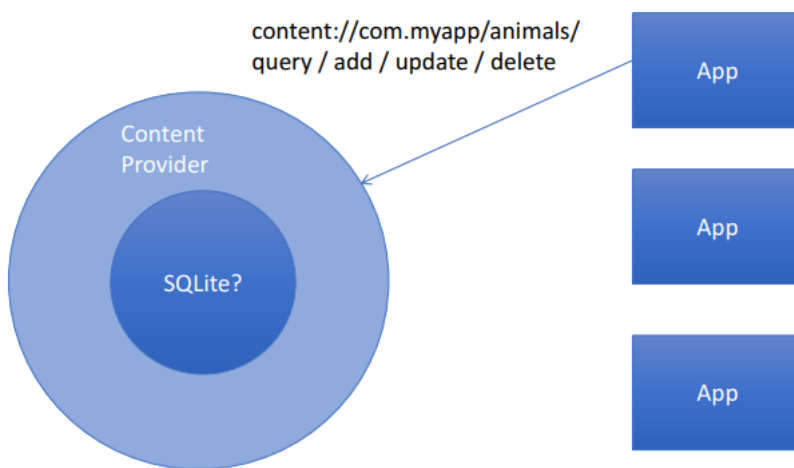 content://com.myapp/animals/
query / add / update / delete
App
Content
Provider
App
SQLite?
App